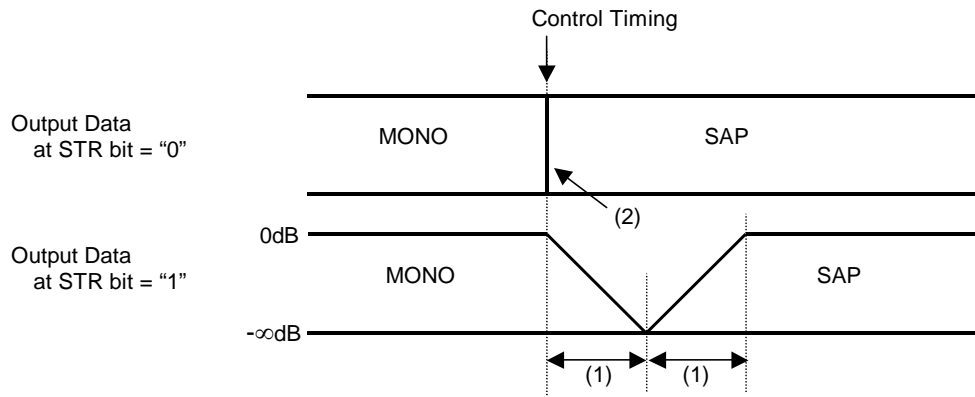 Control Timing
Output Data
at STR bit = “0”
MONO
SAP
(2)
0dB
Output Data
at STR bit = “1”
MONO
SAP
-∞dB
(1)
(1)